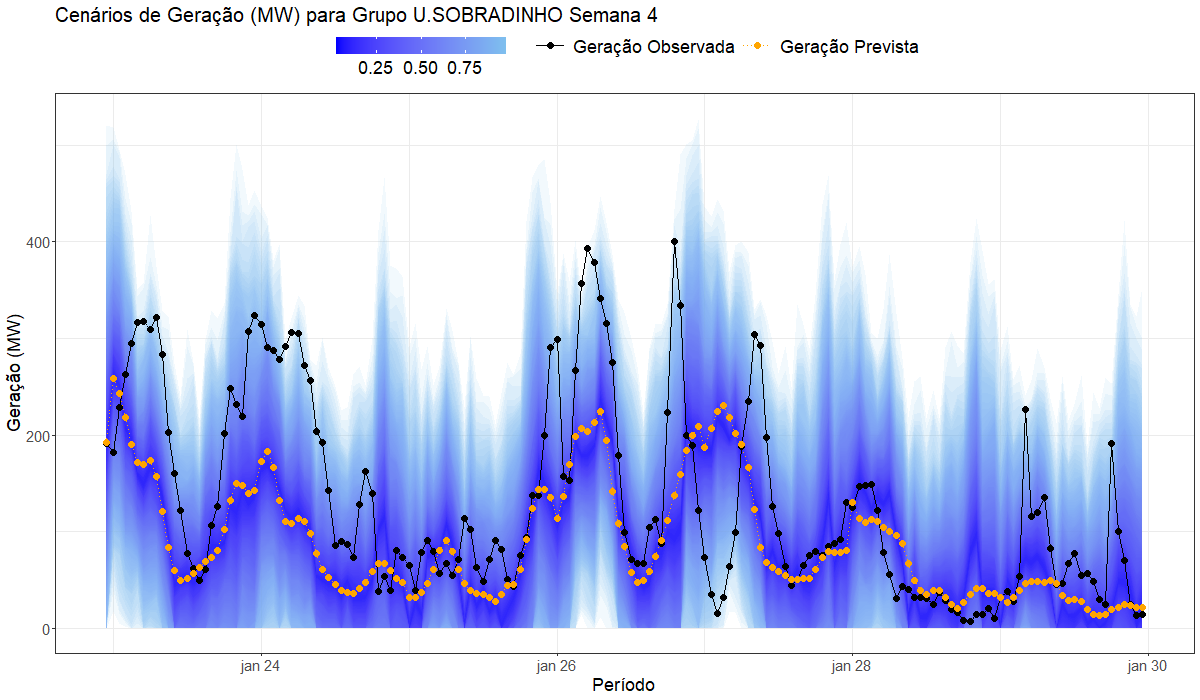 Cenários de Geração (MW) para Grupo U.SOBRADINHO Semana 4
0.25 0.50 0.75
Geração Observada
Geração Prevista
Geração (MW)
400
200
0
jan 24
jan 26
jan 28
jan 30
Período